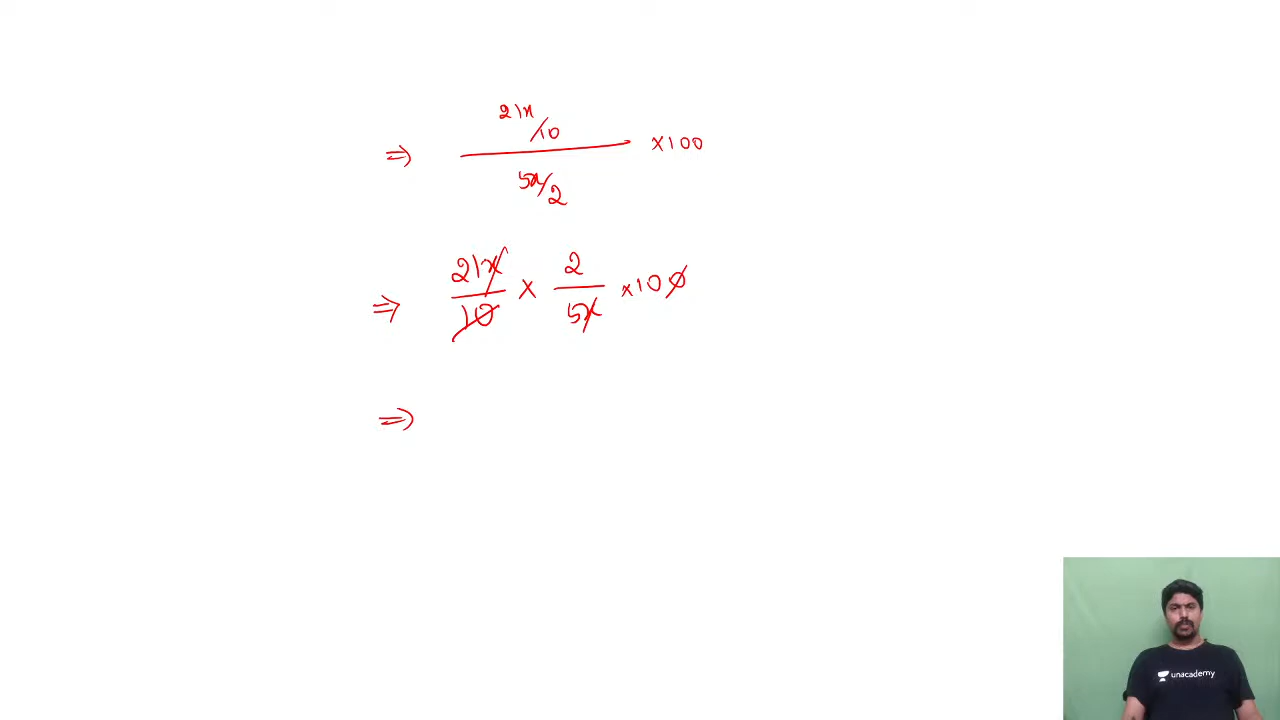 ⇒ 21x/10 / 5x/2 ×100
⇒ 21x/10 × 2/5x ×100
⇒
unacademy